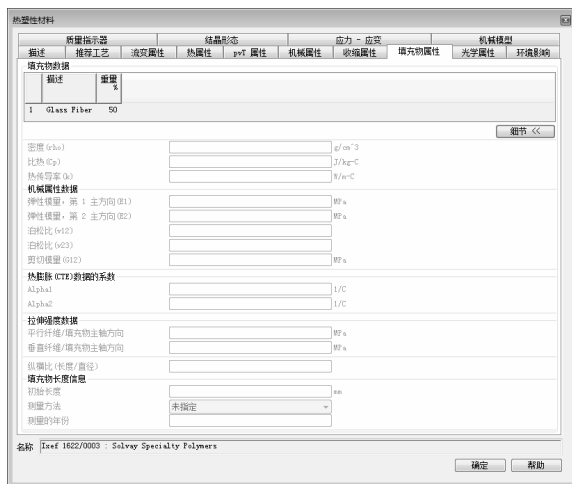 热塑性材料
质量指示器 结晶形态 应力 - 应变 机械模型
描述 推荐工艺 流变属性 热属性 pvT 属性 机械属性 收缩属性 填充物属性 光学属性 环境影响
填充物数据
描述 重量 %
1 Glass Fiber 50
细节 <<
密度(rho) g/cm^3
比热(Cp) J/kg-C
热传导率(k) W/m-C
机械属性数据
弹性模量，第 1 主方向(E1) MPa
弹性模量，第 2 主方向(E2) MPa
泊松比(v12)
泊松比(v23)
剪切模量(G12) MPa
热膨胀(CTE)数据的系数
Alpha1 1/C
Alpha2 1/C
拉伸强度数据
平行纤维/填充物主轴方向 MPa
垂直纤维/填充物主轴方向 MPa
纵横比(长度/直径)
填充物长度信息
初始长度 mm
测量方法 未指定
测量的年份
名称 Ixef 1622/0003 : Solvay Specialty Polymers
确定 帮助